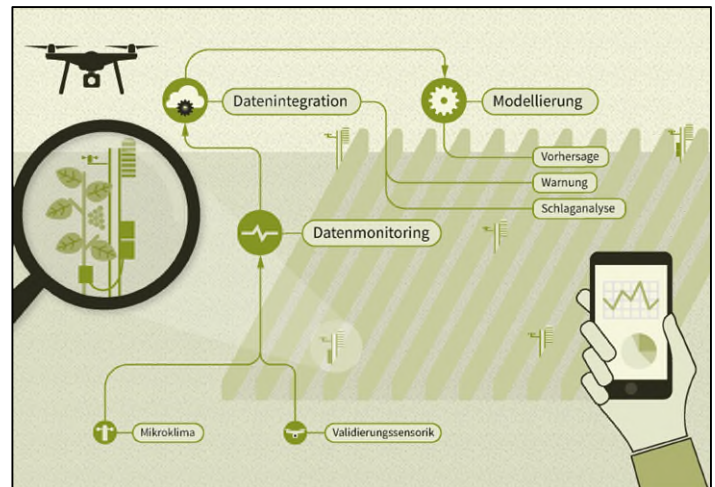 Datenintegration
Modellierung
Vorhersage
Warnung
Schlaganalyse
Datenmonitoring
Mikroklima
Validierungssensorik